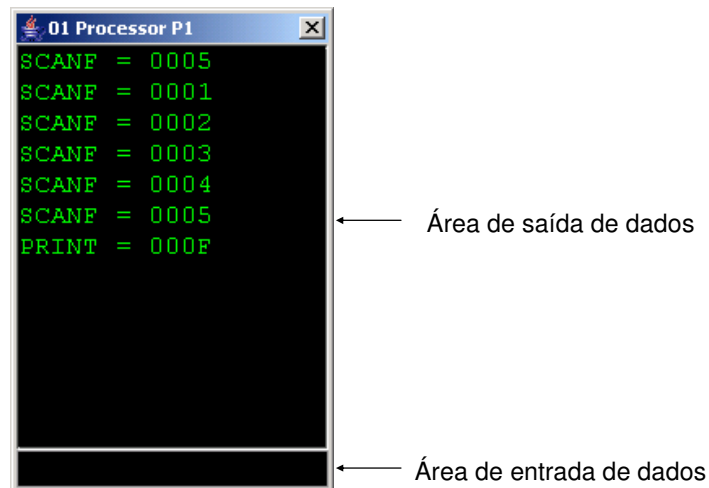 01 Processor P1
SCANF = 0005
SCANF = 0001
SCANF = 0002
SCANF = 0003
SCANF = 0004
SCANF = 0005
PRINT = 000F
Área de saída de dados
Área de entrada de dados